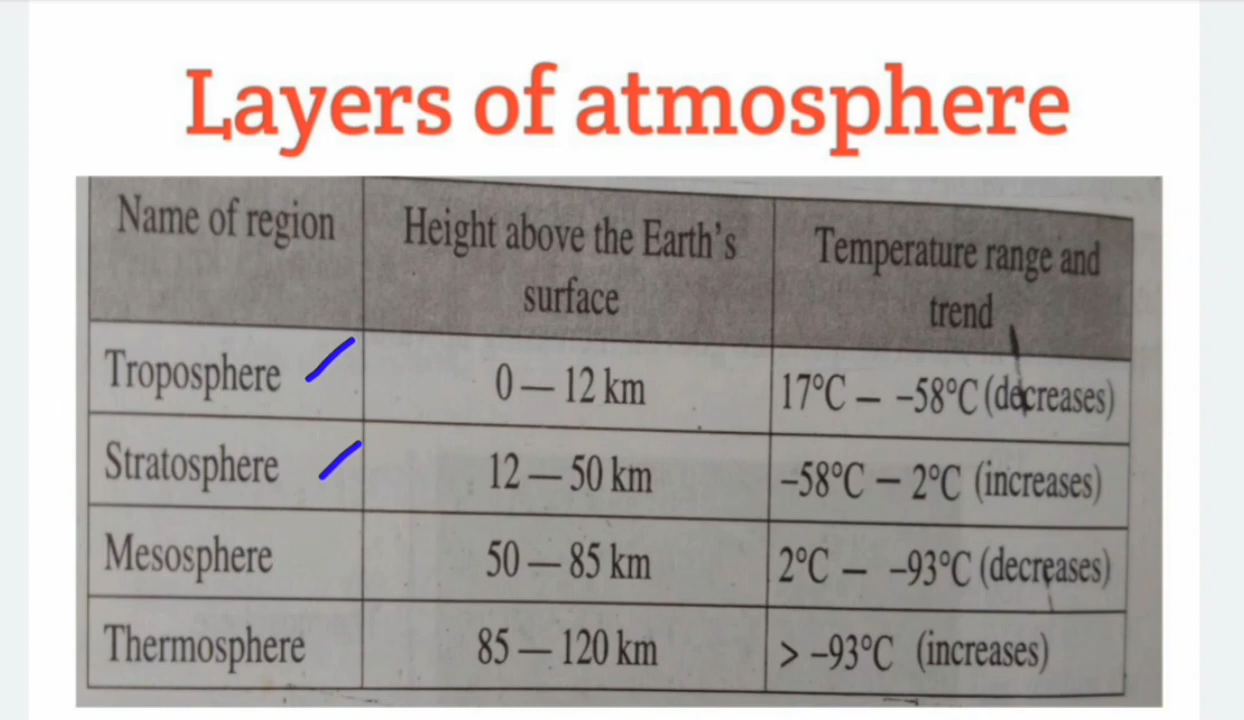 Layers of atmosphere
Name of region Height above the Earth's surface Temperature range and trend
Troposphere 0 — 12 km 17°C – –58°C (decreases)
Stratosphere 12 — 50 km –58°C – 2°C (increases)
Mesosphere 50 — 85 km 2°C – –93°C (decreases)
Thermosphere 85 — 120 km > –93°C (increases)